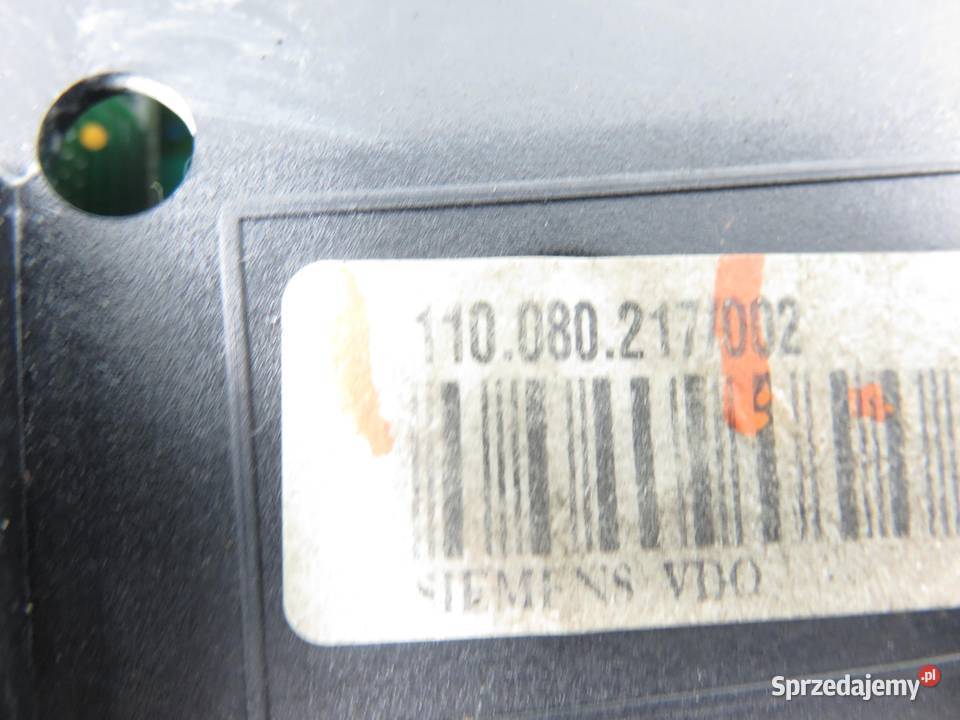 110.080.217/002
SIEMENS VDO
Sprzedajemy.pl